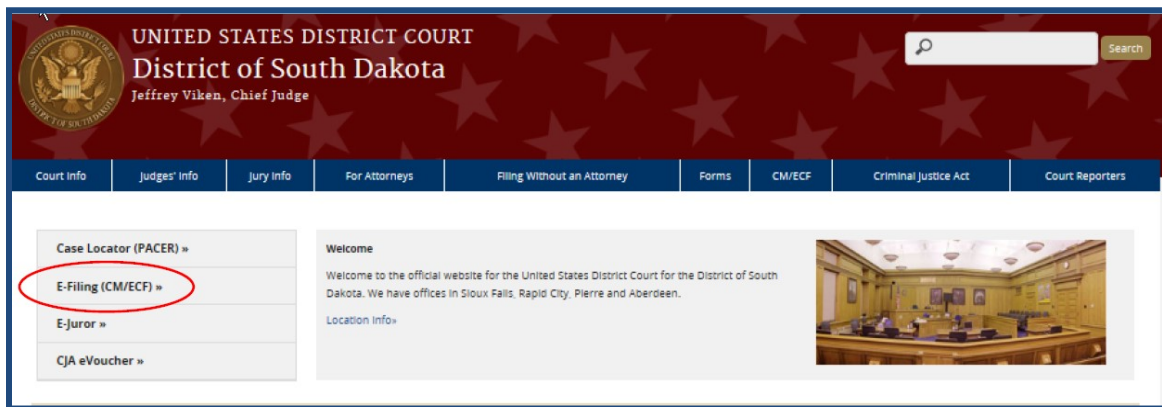 UNITED STATES DISTRICT COURT
District of South Dakota
Jeffrey Viken, Chief Judge
Search
Court Info
Judges' Info
Jury Info
For Attorneys
Filing Without an Attorney
Forms
CM/ECF
Criminal Justice Act
Court Reporters
Case Locator (PACER) »
E-Filing (CM/ECF) »
E-Juror »
CJA eVoucher »
Welcome
Welcome to the official website for the United States District Court for the District of South
Dakota. We have offices in Sioux Falls, Rapid City, Pierre and Aberdeen.
Location Info»